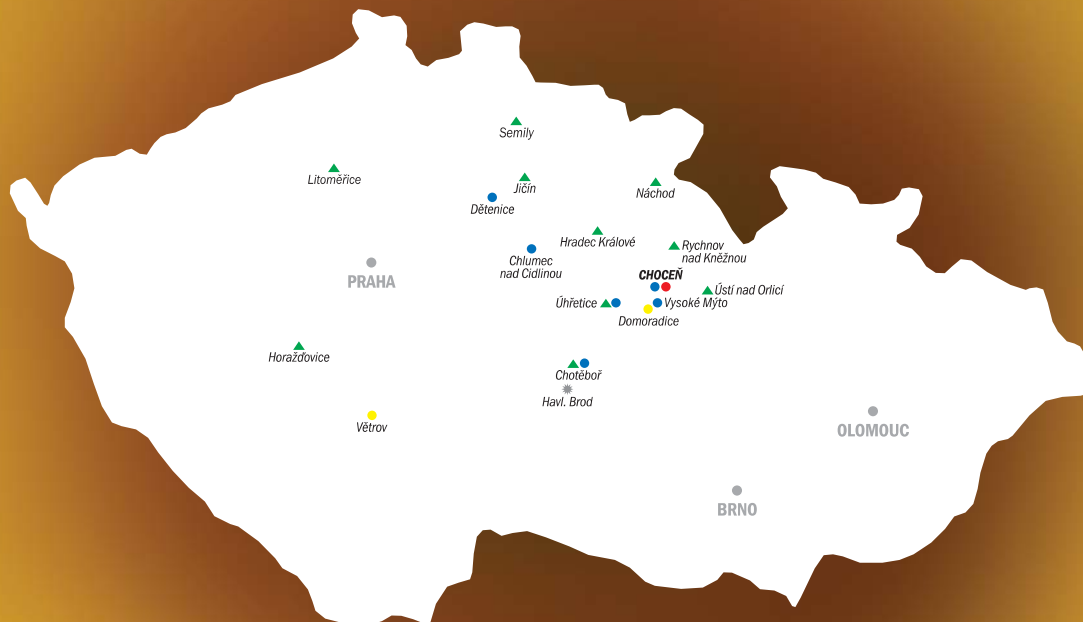 Semily
Litoměřice
Jičín
Náchod
Dětenice
Hradec Králové
Rychnov
nad Kněžnou
Chlumec
nad Cidlinou
PRAHA
CHOCEŇ
Ústí nad Orlicí
Úhřetice
Vysoké Mýto
Domoradice
Horažďovice
Chotěboř
Havl. Brod
Větrov
OLOMOUC
BRNO